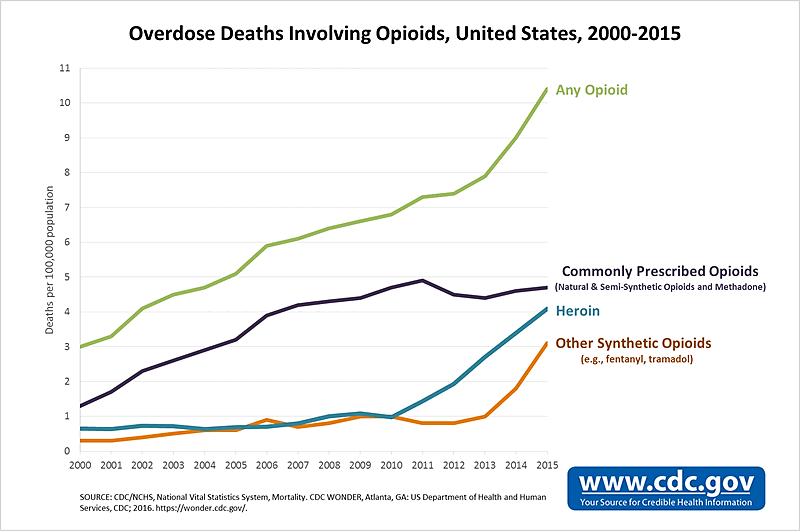 Overdose Deaths Involving Opioids, United States, 2000-2015
11
10
9
8
7
6
5
4
3
2
1
0
Deaths per 100,000 population
2000 2001 2002 2003 2004 2005 2006 2007 2008 2009 2010 2011 2012 2013 2014 2015
Any Opioid
Commonly Prescribed Opioids
(Natural & Semi-Synthetic Opioids and Methadone)
Heroin
Other Synthetic Opioids
(e.g., fentanyl, tramadol)
SOURCE: CDC/NCHS, National Vital Statistics System, Mortality. CDC WONDER, Atlanta, GA: US Department of Health and Human
Services, CDC; 2016. https://wonder.cdc.gov/.
www.cdc.gov
Your Source for Credible Health Information